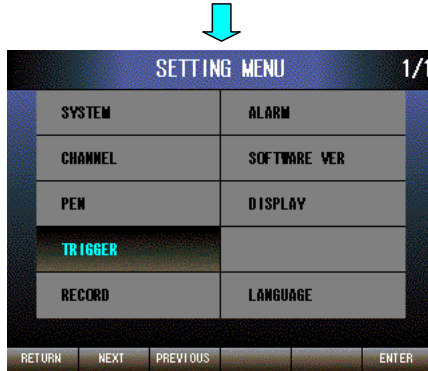 SETTING MENU 1/1
SYSTEM ALARM
CHANNEL SOFTWARE VER
PEN DISPLAY
TRIGGER
RECORD LANGUAGE
RETURN NEXT PREVIOUS ENTER